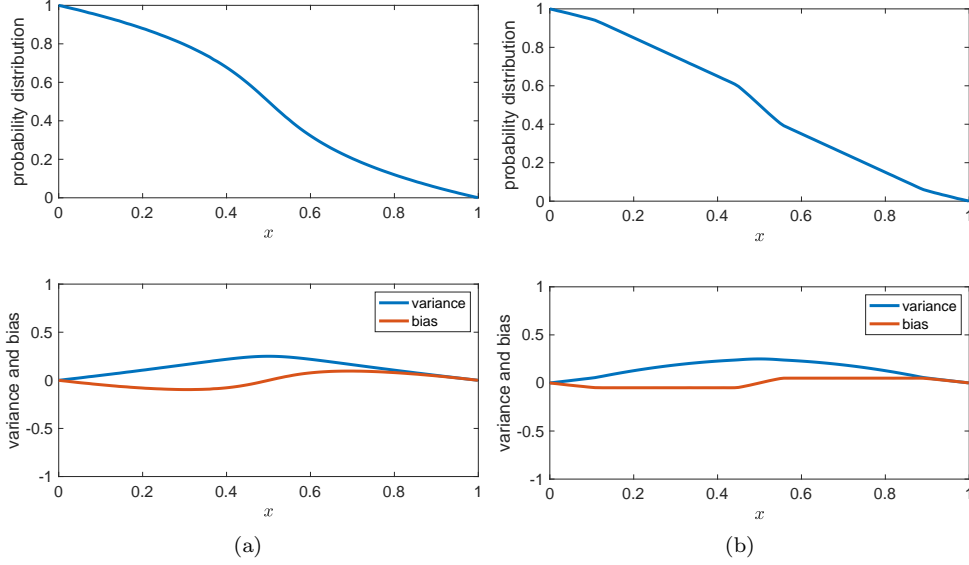 probability distribution
1
0.8
0.6
0.4
0.2
0
0 0.2 0.4 0.6 0.8 1
x
probability distribution
1
0.8
0.6
0.4
0.2
0
0 0.2 0.4 0.6 0.8 1
x
variance and bias
1
0.5
0
-0.5
-1
variance
bias
0 0.2 0.4 0.6 0.8 1
x
(a)
variance and bias
1
0.5
0
-0.5
-1
variance
bias
0 0.2 0.4 0.6 0.8 1
x
(b)